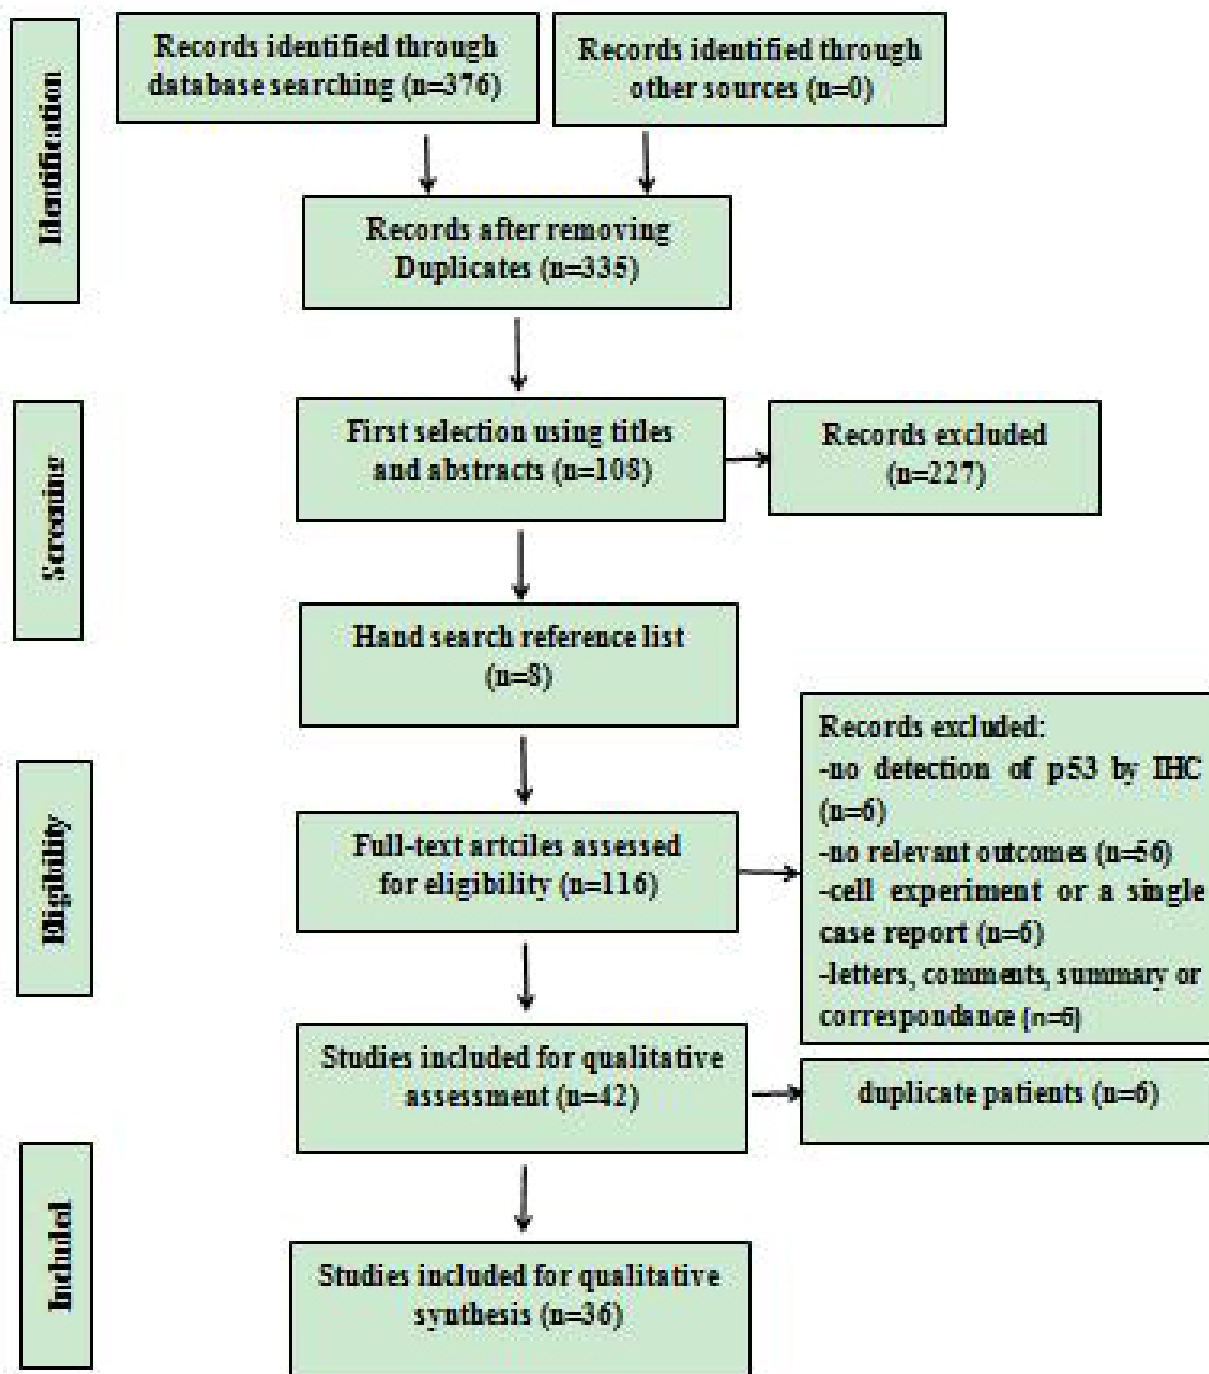 Identification
Records identified through
database searching (n=376)
Records identified through
other sources (n=0)
Records after removing
Duplicates (n=335)
Screening
First selection using titles
and abstracts (n=108)
Records excluded
(n=227)
Hand search reference list
(n=8)
Eligibility
Full-text artciles assessed
for eligibility (n=116)
Records excluded:
-no detection of p53 by IHC
(n=6)
-no relevant outcomes (n=56)
-cell experiment or a single
case report (n=6)
-letters, comments, summary or
correspondance (n=6)
Studies included for qualitative
assessment (n=42)
duplicate patients (n=6)
Included
Studies included for qualitative
synthesis (n=36)